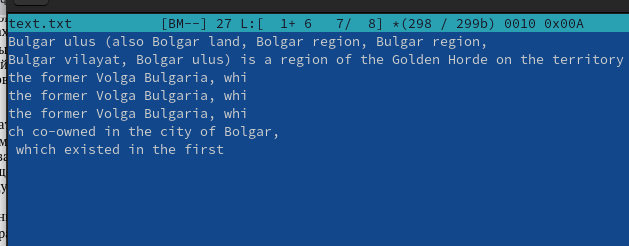 text.txt [BM--] 27 L:[ 1+ 6 7/ 8] *(298 / 299b) 0010 0x00A
Bulgar ulus (also Bolgar land, Bolgar region, Bulgar region,
Bulgar vilayat, Bolgar ulus) is a region of the Golden Horde on the territory
the former Volga Bulgaria, whi
the former Volga Bulgaria, whi
the former Volga Bulgaria, whi
ch co-owned in the city of Bolgar,
which existed in the first